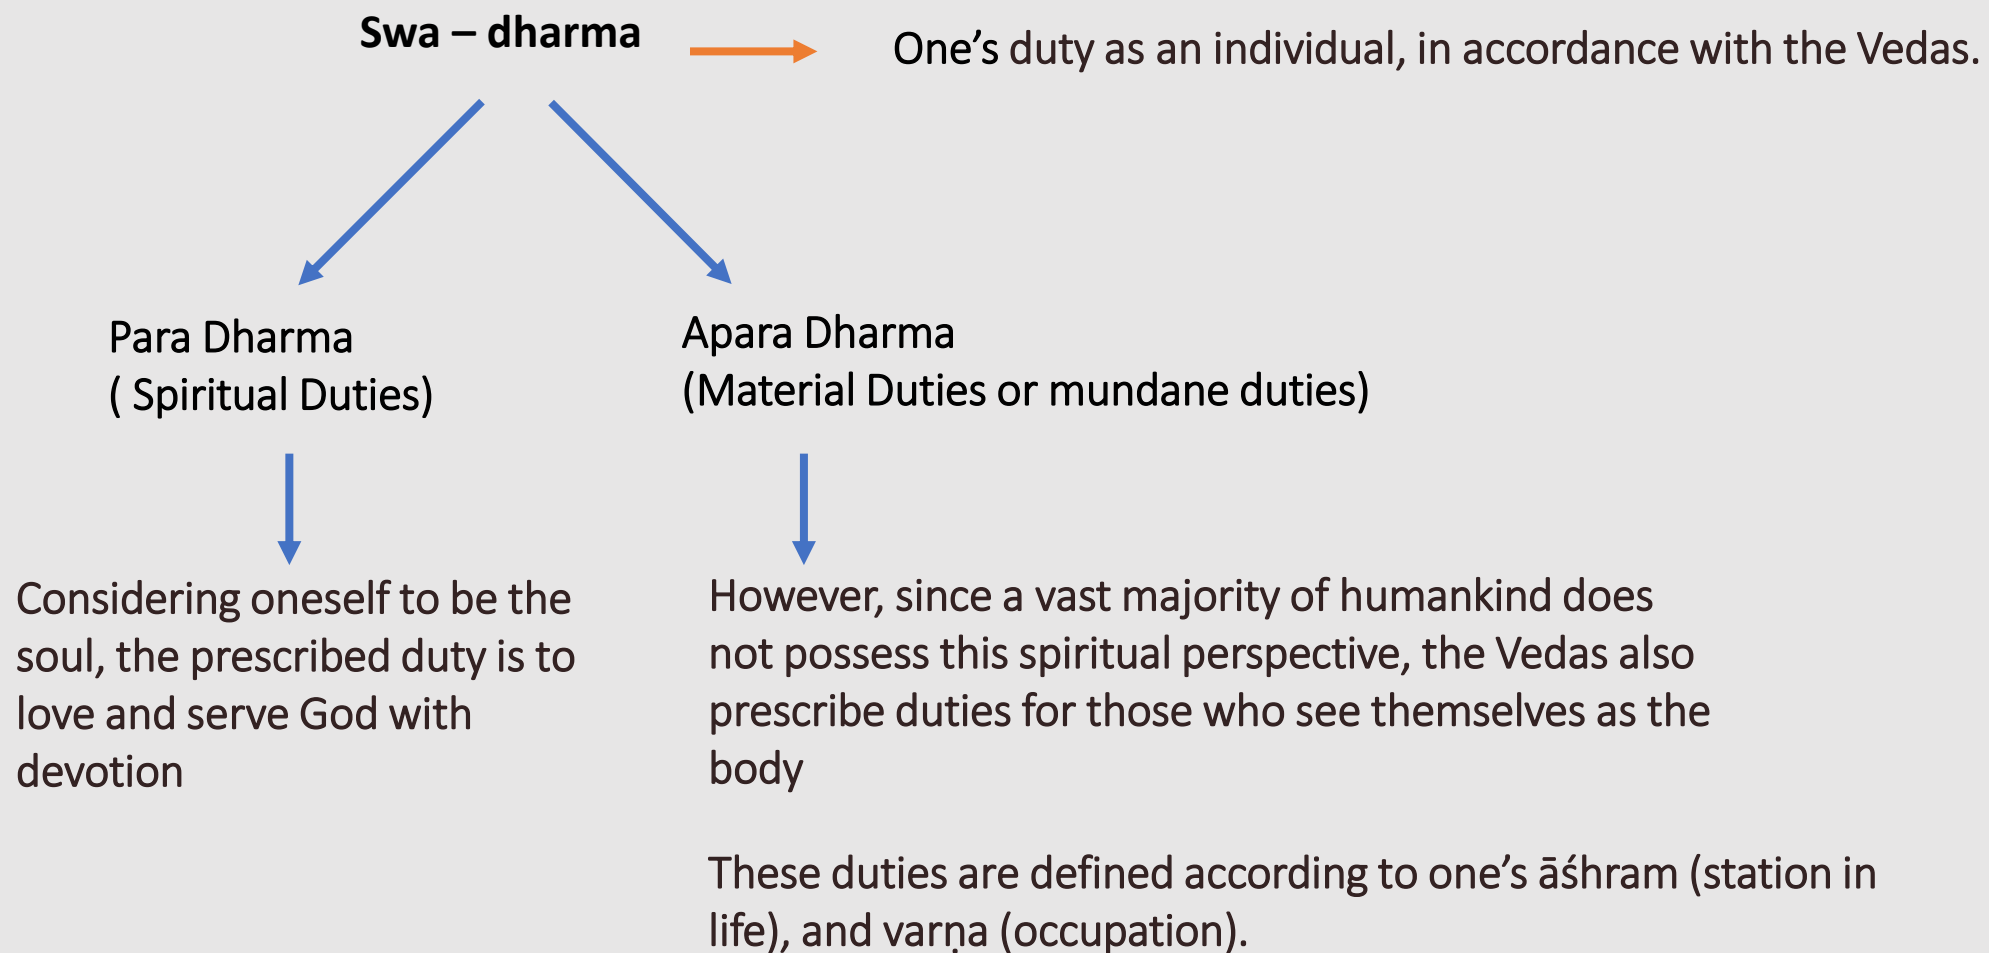 Swa – dharma
One’s duty as an individual, in accordance with the Vedas.
Para Dharma
( Spiritual Duties)
Apara Dharma
(Material Duties or mundane duties)
Considering oneself to be the
soul, the prescribed duty is to
love and serve God with
devotion
However, since a vast majority of humankind does
not possess this spiritual perspective, the Vedas also
prescribe duties for those who see themselves as the
body
These duties are defined according to one’s āśhram (station in
life), and varṇa (occupation).